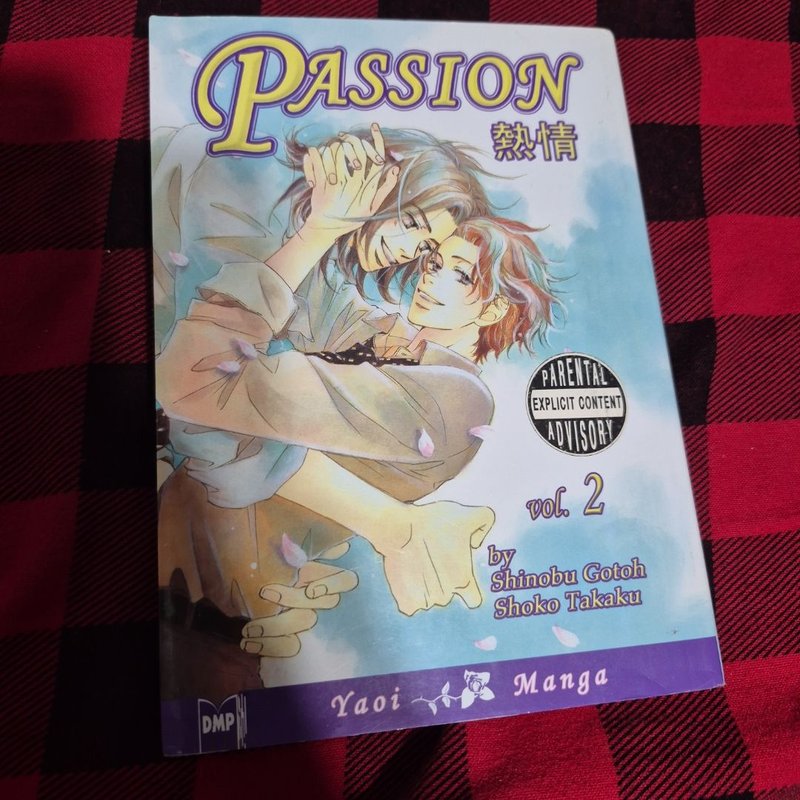 PASSION
熱情
PARENTAL
EXPLICIT CONTENT
ADVISORY
vol. 2
by
Shinobu Gotoh
Shoko Takaku
Yaoi Manga
DMP